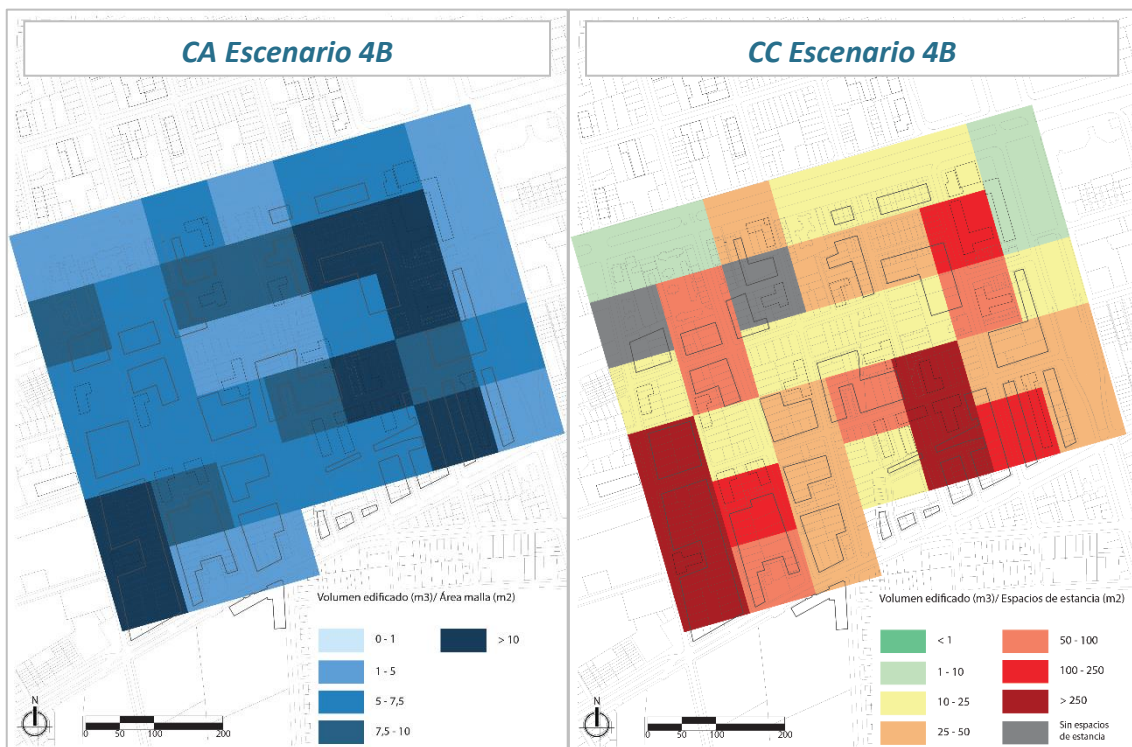 CA Escenario 4B
Volumen edificado (m3)/ Área malla (m2)
0 - 1
> 10
1 - 5
5 - 7,5
7,5 - 10
N
0 50 100 200
CC Escenario 4B
Volumen edificado (m3)/ Espacios de estancia (m2)
< 1
50 - 100
1 - 10
100 - 250
10 - 25
> 250
25 - 50
Sin espacios
de estancia
N
0 50 100 200